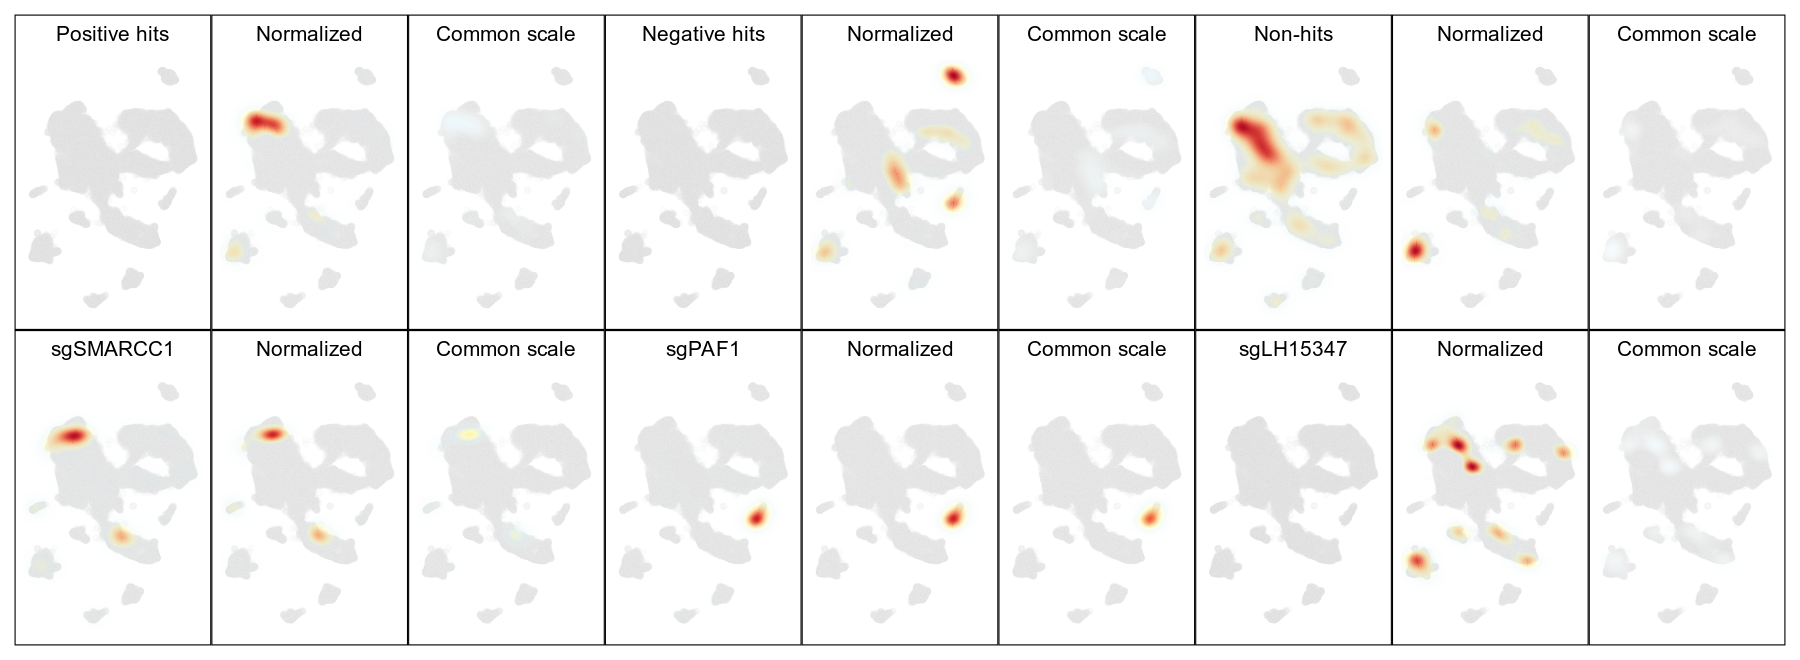 Positive hits
Normalized
Common scale
Negative hits
Normalized
Common scale
Non-hits
Normalized
Common scale
sgSMARCC1
Normalized
Common scale
sgPAF1
Normalized
Common scale
sgLH15347
Normalized
Common scale